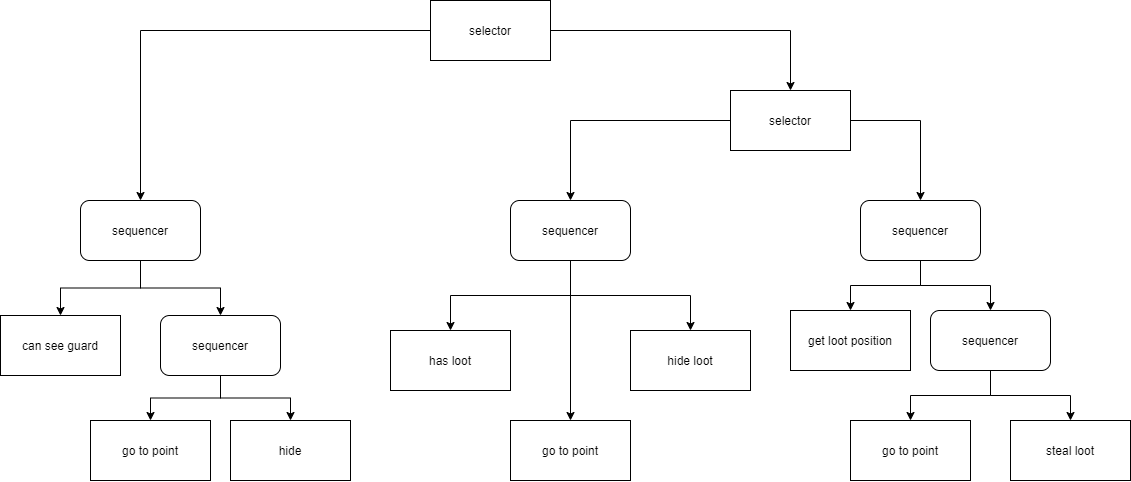 selector
selector
sequencer
sequencer
sequencer
can see guard
sequencer
has loot
hide loot
get loot position
sequencer
go to point
hide
go to point
go to point
steal loot